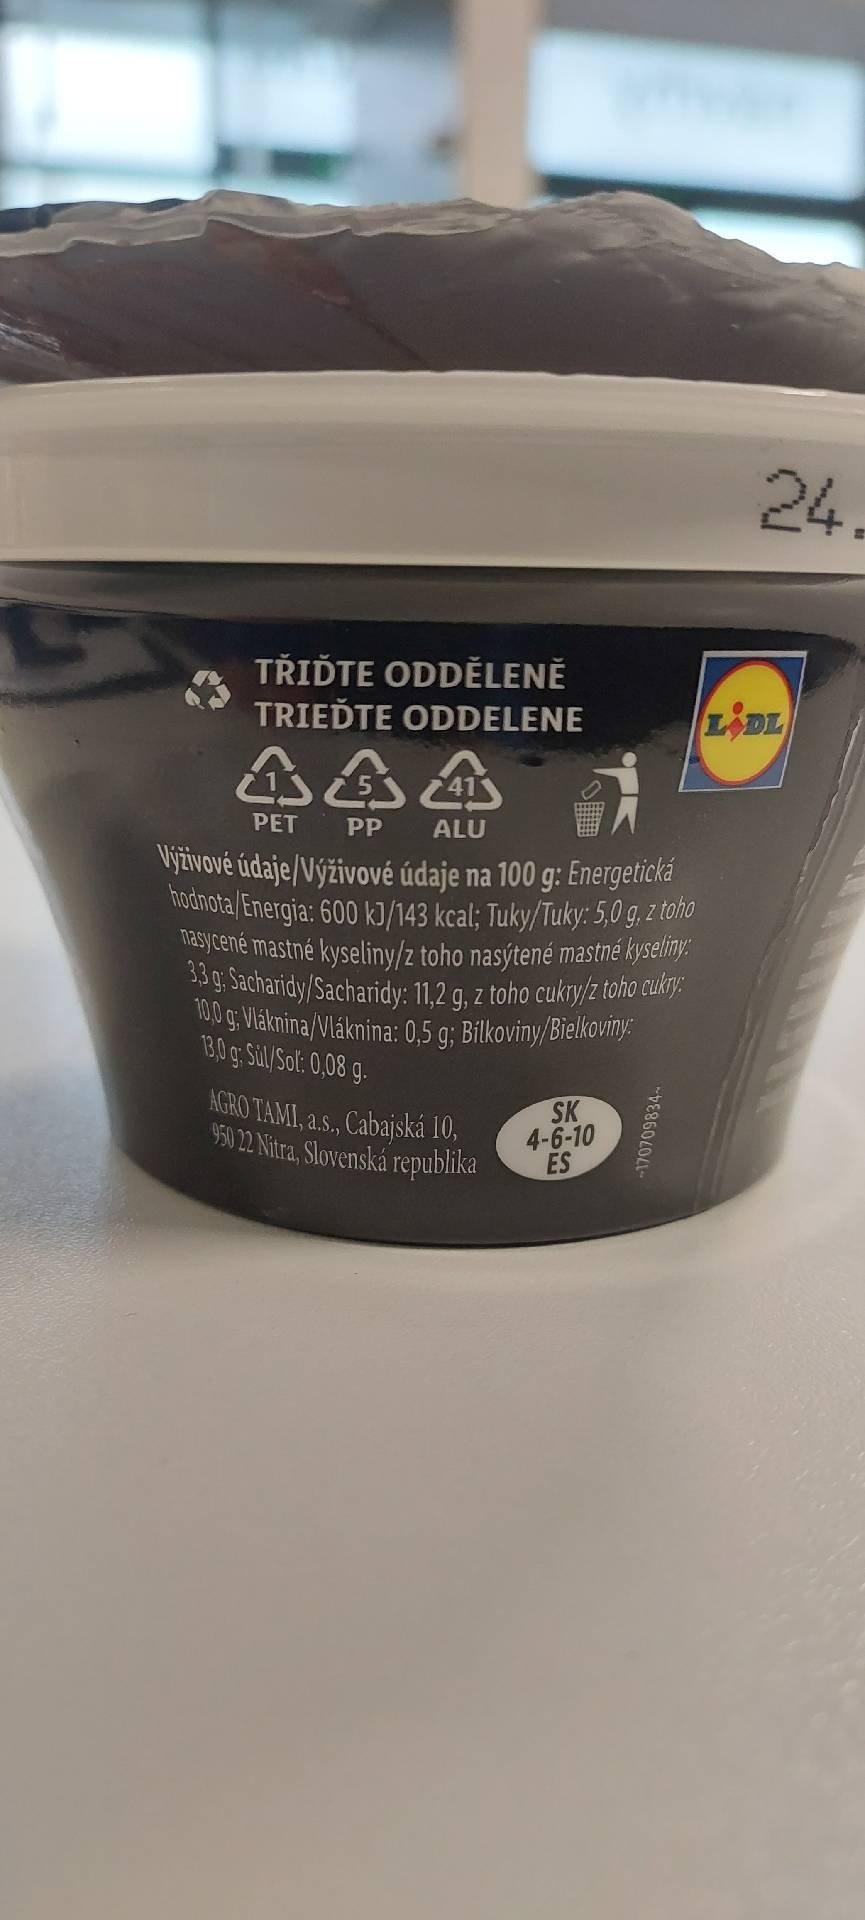 24.
TŘIĎTE ODDĚLENĚ
TRIEĎTE ODDELENE
LiDL
1 5 41
PET PP ALU
Výživové údaje/Výživové údaje na 100 g: Energetická
hodnota/Energia: 600 kJ/143 kcal; Tuky/Tuky: 5,0 g, z toho
nasycené mastné kyseliny/z toho nasýtené mastné kyseliny:
3,3 g; Sacharidy/Sacharidy: 11,2 g, z toho cukry/z toho cukry:
10,0 g; Vláknina/Vláknina: 0,5 g; Bílkoviny/Bielkoviny:
13,0 g; Sůl/Soľ: 0,08 g.
AGRO TAMI, a.s., Cabajská 10,
950 22 Nitra, Slovenská republika
SK
4-6-10
ES
~170709834~